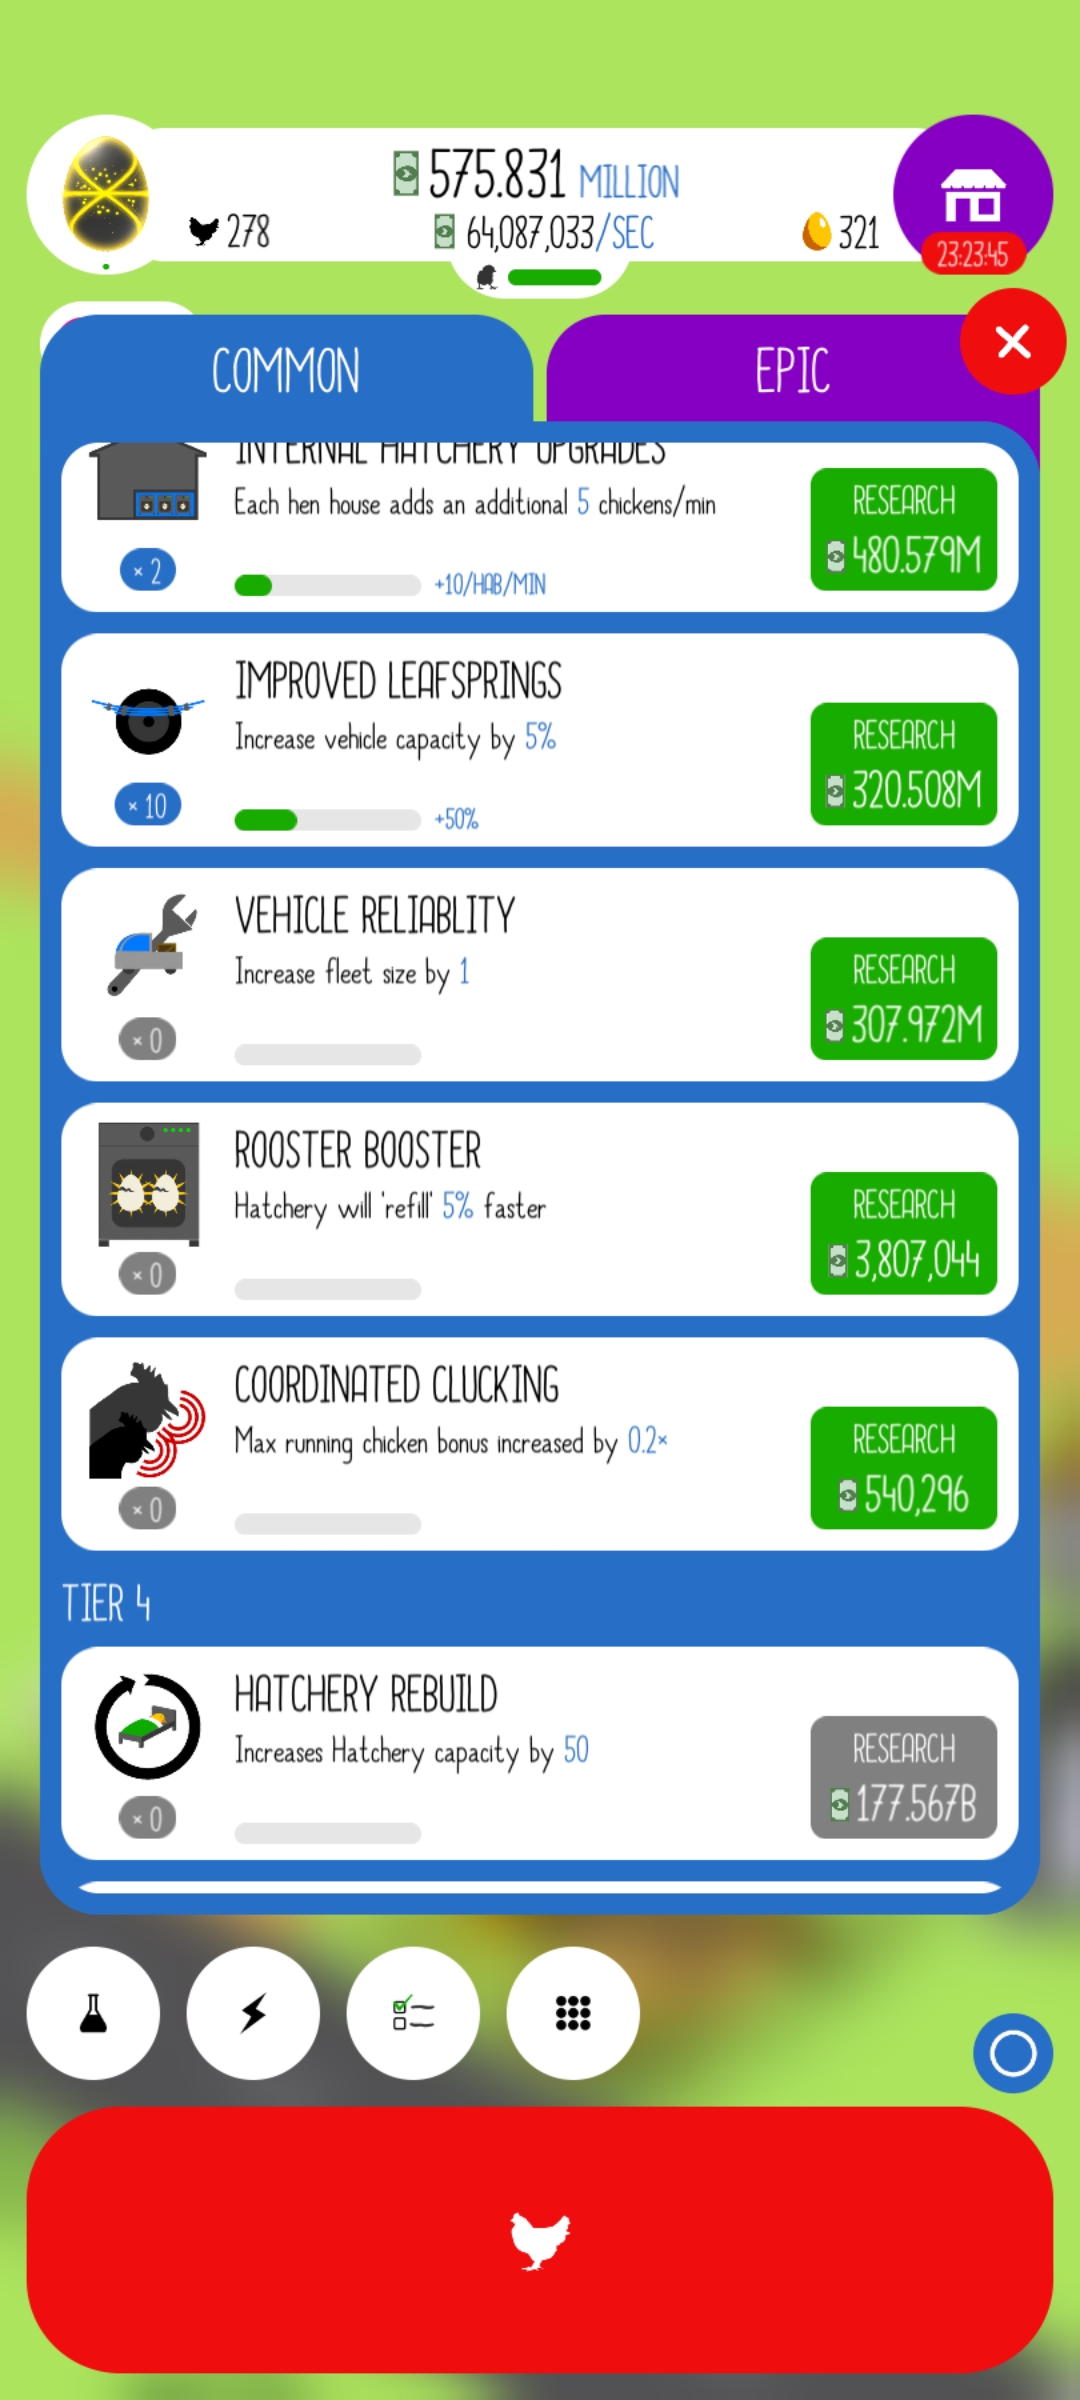 575.831 MILLION
278
64,087,033/SEC
321
23:23:45
COMMON
EPIC
INTERNAL HATCHERY UPGRADES
Each hen house adds an additional 5 chickens/min
RESEARCH
480.579M
× 2
+10/HAB/MIN
IMPROVED LEAFSPRINGS
Increase vehicle capacity by 5%
RESEARCH
320.508M
× 10
+50%
VEHICLE RELIABLITY
Increase fleet size by 1
RESEARCH
307.972M
× 0
ROOSTER BOOSTER
Hatchery will 'refill' 5% faster
RESEARCH
3,807,044
× 0
COORDINATED CLUCKING
Max running chicken bonus increased by 0.2×
RESEARCH
540,296
× 0
TIER 4
HATCHERY REBUILD
Increases Hatchery capacity by 50
RESEARCH
177.567B
× 0